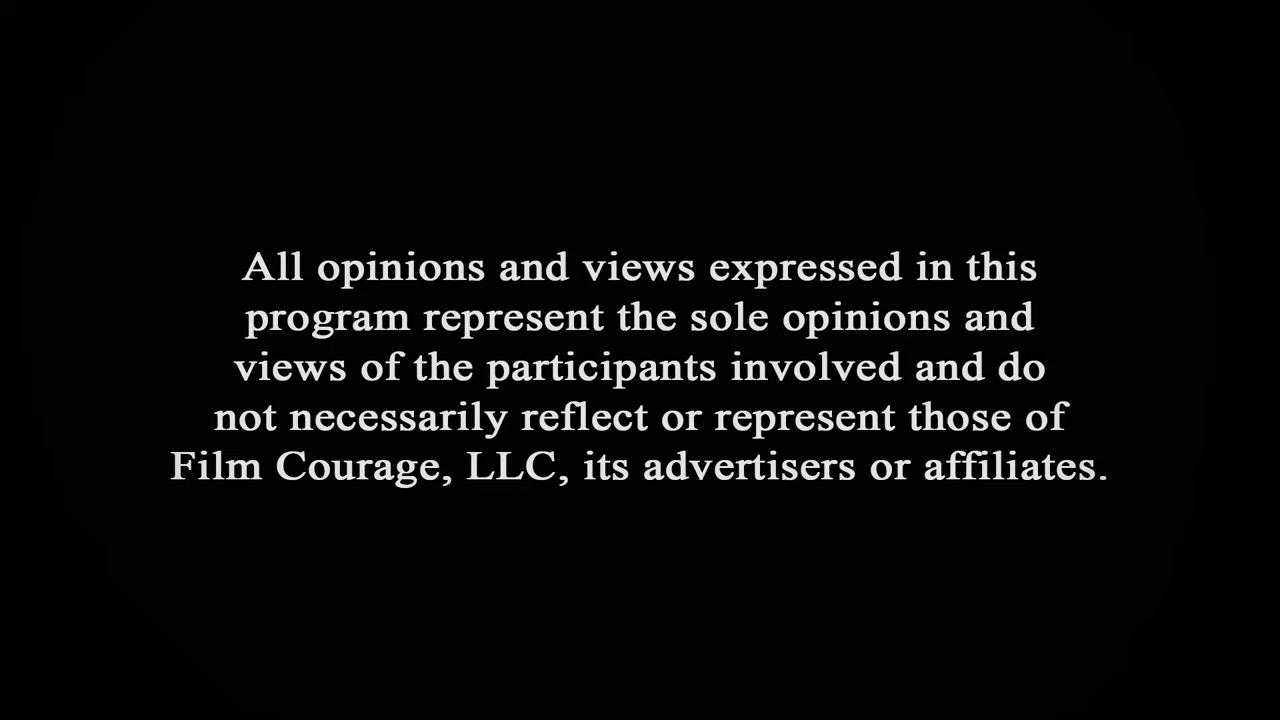 All opinions and views expressed in this
program represent the sole opinions and
views of the participants involved and do
not necessarily reflect or represent those of
Film Courage, LLC, its advertisers or affiliates.